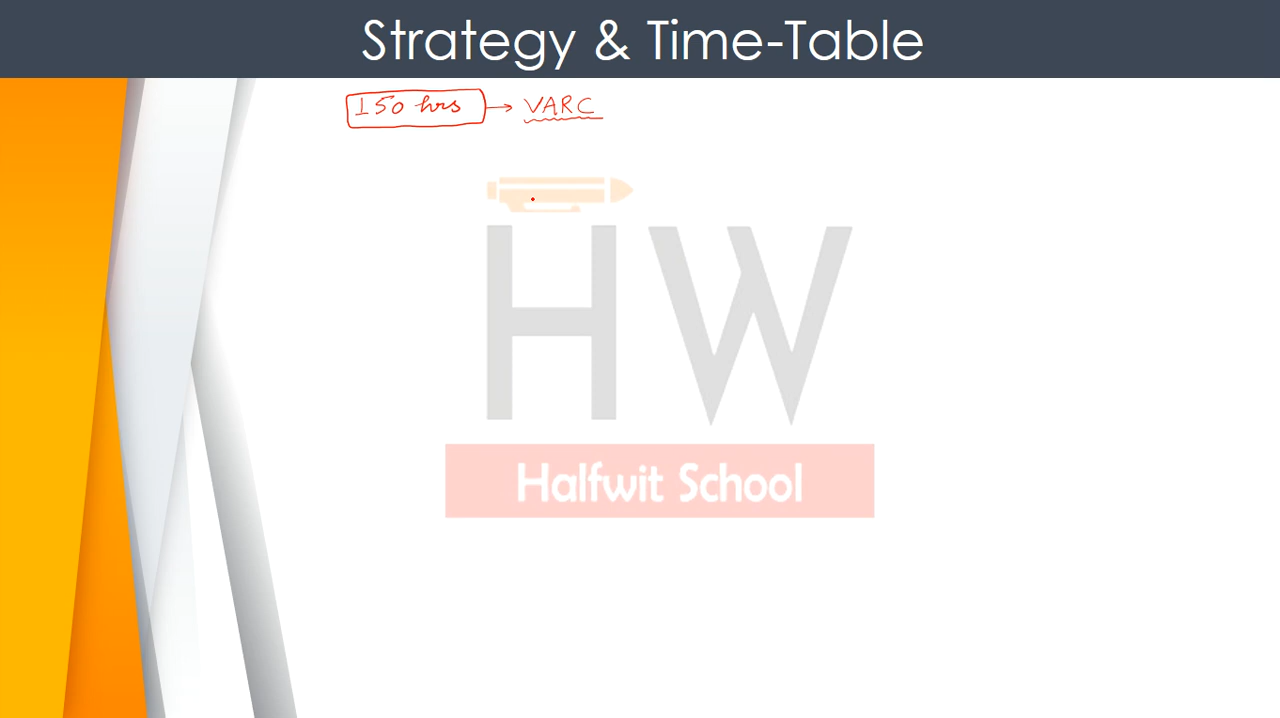 Strategy & Time-Table
150 hrs → VARC
HW
Halfwit School